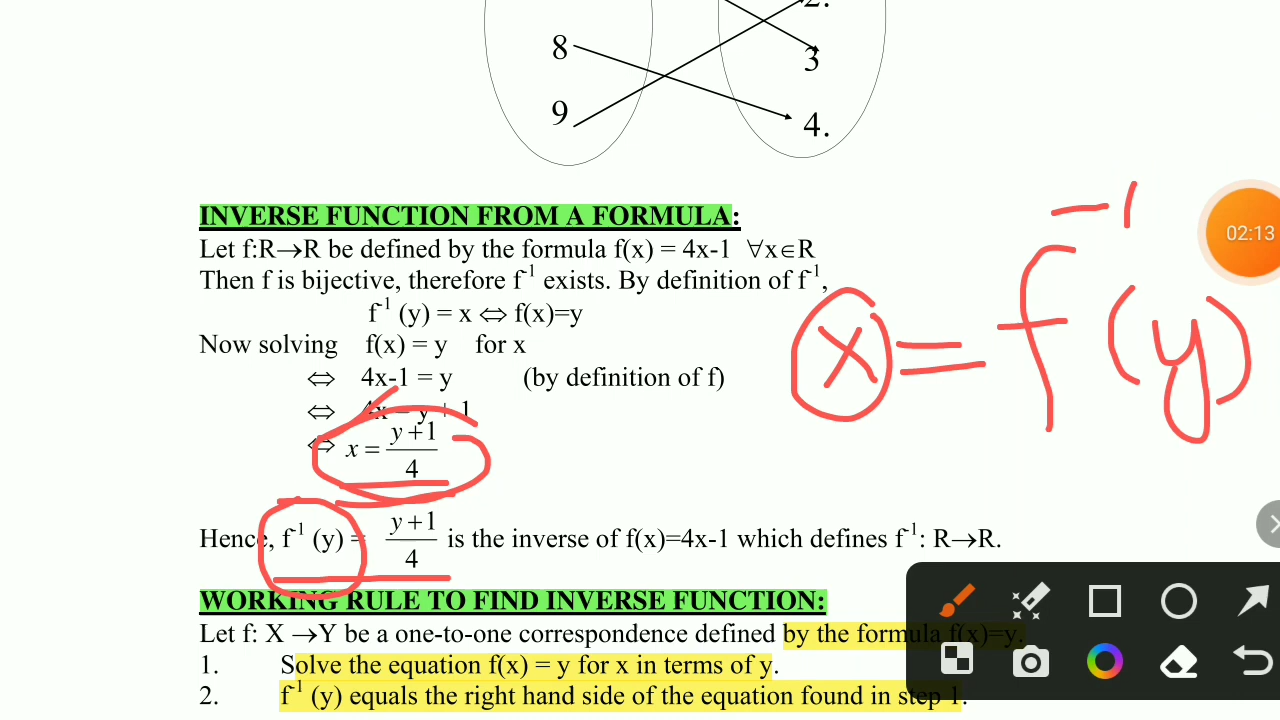 2.
8
3
9
4.
INVERSE FUNCTION FROM A FORMULA:
Let f:R→R be defined by the formula f(x) = 4x-1 ∀x∈R
Then f is bijective, therefore f⁻¹ exists. By definition of f⁻¹,
f⁻¹ (y) = x ⇔ f(x)=y
Now solving f(x) = y for x
⇔ 4x-1 = y (by definition of f)
⇔ 4x = y + 1
⇔ x = (y+1)/4
x = f⁻¹(y)
02:13
Hence, f⁻¹ (y) = (y+1)/4 is the inverse of f(x)=4x-1 which defines f⁻¹: R→R.
WORKING RULE TO FIND INVERSE FUNCTION:
Let f: X →Y be a one-to-one correspondence defined by the formula f(x)=y.
1. Solve the equation f(x) = y for x in terms of y.
2. f⁻¹ (y) equals the right hand side of the equation found in step 1.